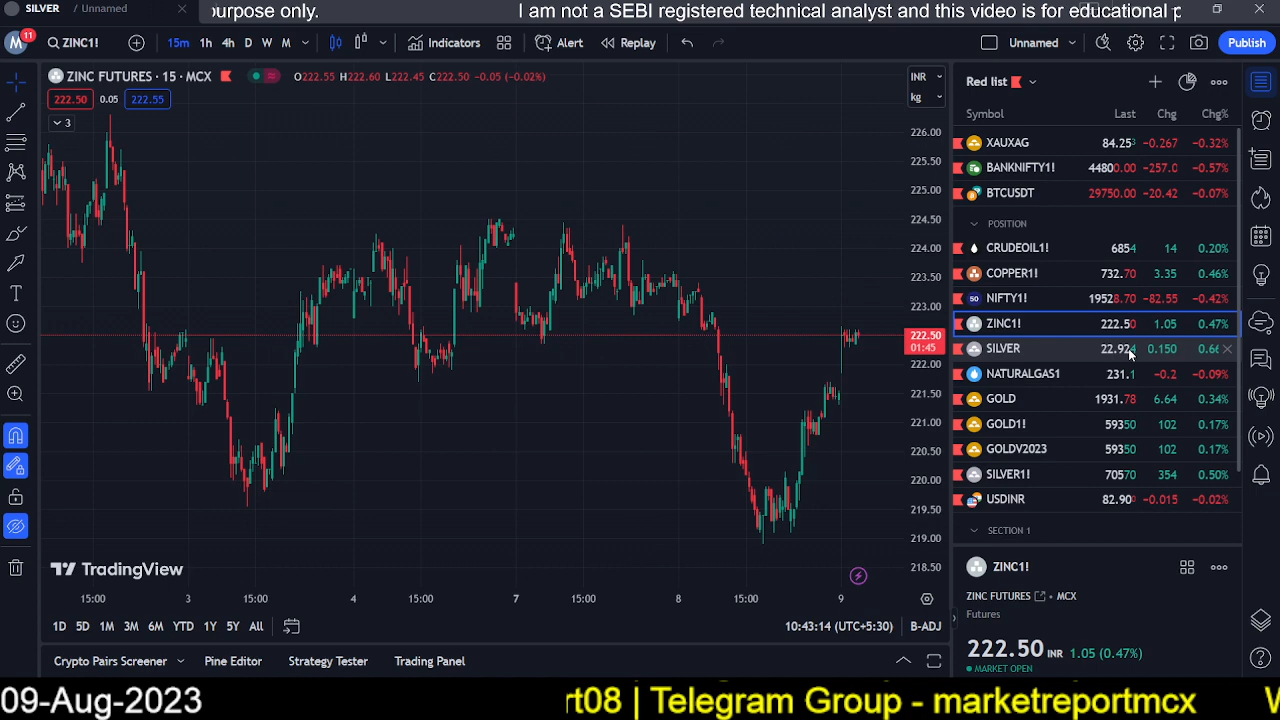 SILVER / Unnamed
purpose only. I am not a SEBI registered technical analyst and this video is for educational p
M 11 ZINC1! 15m 1h 4h D W M Indicators Alert Replay Unnamed Publish
ZINC FUTURES · 15 · MCX O222.55 H222.60 L222.45 C222.50 -0.05 (-0.02%)
222.50 0.05 222.55
3
INR
kg
226.00
225.50
225.00
224.50
224.00
223.50
223.00
222.50
01:45
222.00
221.50
221.00
220.50
220.00
219.50
219.00
218.50
TradingView
15:00 3 15:00 4 15:00 7 15:00 8 15:00 9
1D 5D 1M 3M 6M YTD 1Y 5Y All 10:43:14 (UTC+5:30) B-ADJ
Crypto Pairs Screener Pine Editor Strategy Tester Trading Panel
Red list
Symbol Last Chg Chg%
XAUXAG 84.253 -0.267 -0.32%
BANKNIFTY1! 44800.00 -257.0 -0.57%
BTCUSDT 29750.00 -20.42 -0.07%
POSITION
CRUDEOIL1! 6854 14 0.20%
COPPER1! 732.70 3.35 0.46%
50 NIFTY1! 19528.70 -82.55 -0.42%
ZINC1! 222.50 1.05 0.47%
SILVER 22.924 0.150 0.66
NATURALGAS1 231.1 -0.2 -0.09%
GOLD 1931.78 6.64 0.34%
GOLD1! 59350 102 0.17%
GOLDV2023 59350 102 0.17%
SILVER1! 70570 354 0.50%
USDINR 82.900 -0.015 -0.02%
SECTION 1
ZINC1!
ZINC FUTURES · MCX
Futures
222.50 INR 1.05 (0.47%)
MARKET OPEN
09-Aug-2023 rt08 | Telegram Group - marketreportmcx W